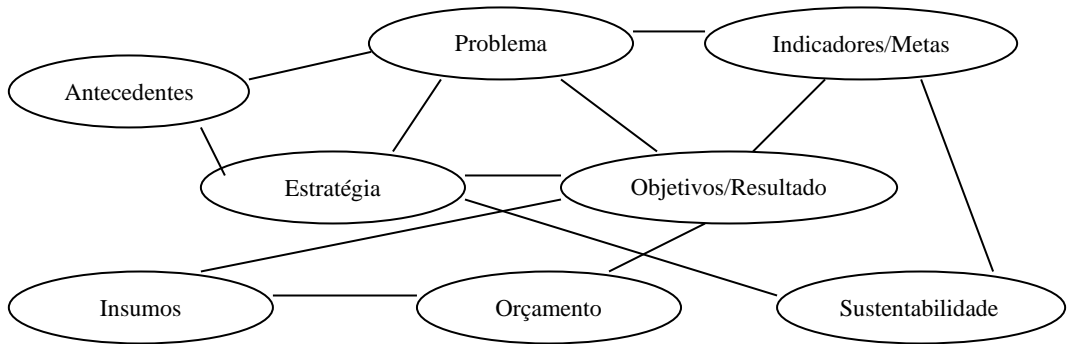 Problema
Indicadores/Metas
Antecedentes
Estratégia
Objetivos/Resultado
Insumos
Orçamento
Sustentabilidade